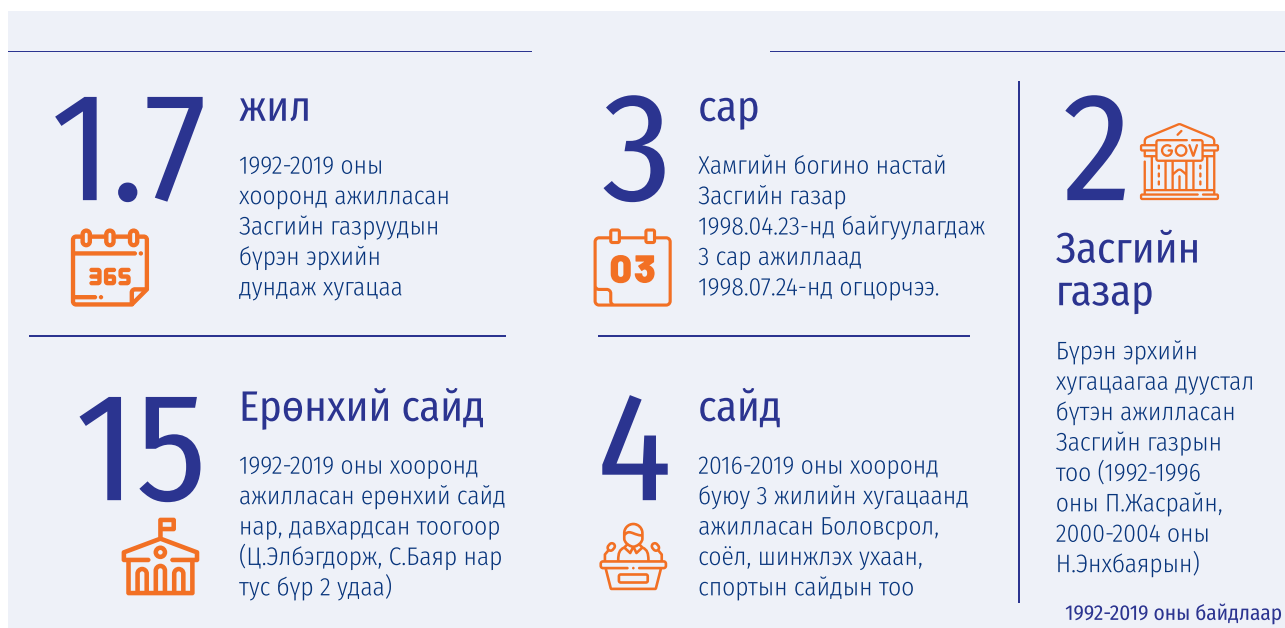 1.7
жил
1992-2019 оны
хооронд ажилласан
Засгийн газруудын
бүрэн эрхийн
дундаж хугацаа
365
3
сар
Хамгийн богино настай
Засгийн газар
1998.04.23-нд байгуулагдаж
3 сар ажиллаад
1998.07.24-нд огцорчээ.
03
15
Ерөнхий сайд
1992-2019 оны хооронд
ажилласан ерөнхий сайд
нар, давхардсан тоогоор
(Ц.Элбэгдорж, С.Баяр нар
тус бүр 2 удаа)
4
сайд
2016-2019 оны хооронд
буюу 3 жилийн хугацаанд
ажилласан Боловсрол,
соёл, шинжлэх ухаан,
спортын сайдын тоо
2
GOV
Засгийн
газар
Бүрэн эрхийн
хугацаагаа дуустал
бүтэн ажилласан
Засгийн газрын
тоо (1992-1996
оны П.Жасрайн,
2000-2004 оны
Н.Энхбаярын)
1992-2019 оны байдлаар